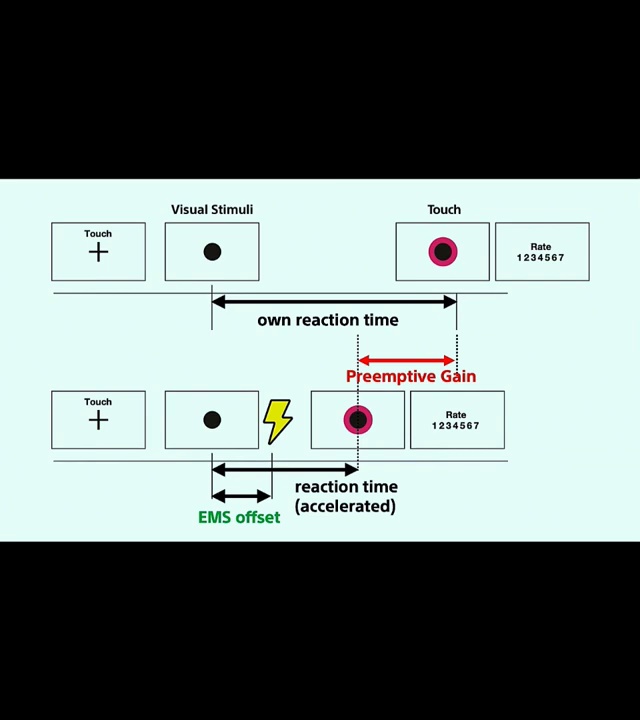 Visual Stimuli
Touch
Touch
Rate
1 2 3 4 5 6 7
own reaction time
Preemptive Gain
Touch
Rate
1 2 3 4 5 6 7
reaction time
(accelerated)
EMS offset